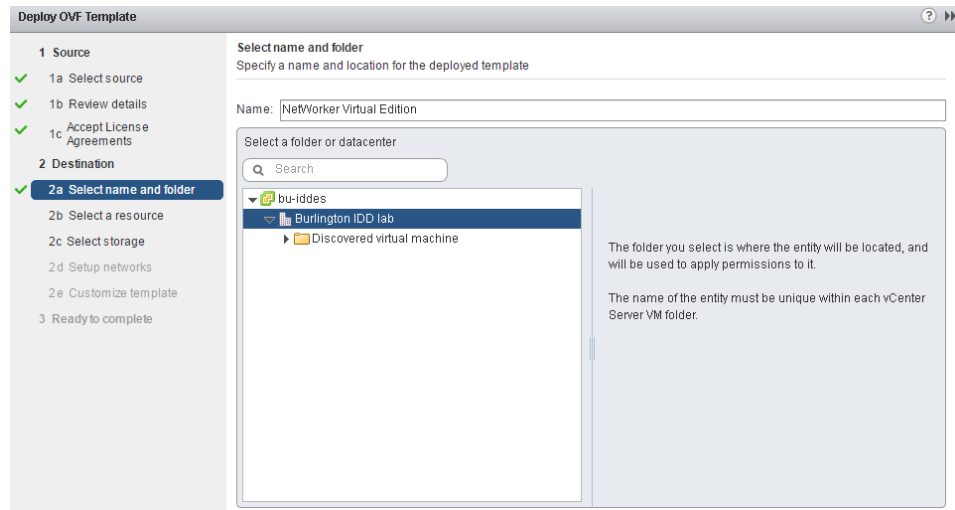 Deploy OVF Template
?
1 Source
1a Select source
1b Review details
1c Accept License
Agreements
2 Destination
2a Select name and folder
2b Select a resource
2c Select storage
2d Setup networks
2e Customize template
3 Ready to complete
Select name and folder
Specify a name and location for the deployed template
Name: NetWorker Virtual Edition
Select a folder or datacenter
Search
bu-iddes
Burlington IDD lab
Discovered virtual machine
The folder you select is where the entity will be located, and
will be used to apply permissions to it.
The name of the entity must be unique within each vCenter
Server VM folder.